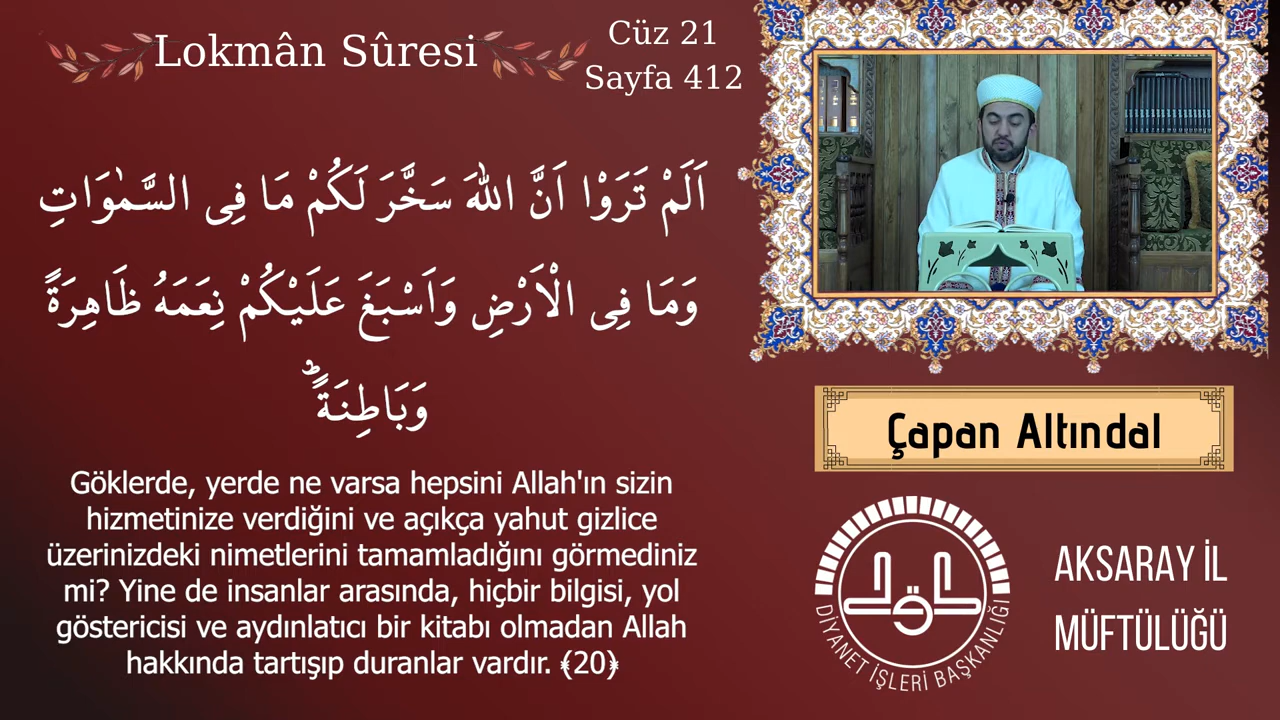 Lokmân Sûresi
Cüz 21
Sayfa 412
اَلَمْ تَرَوْا اَنَّ اللّٰهَ سَخَّرَ لَكُمْ مَا فِى السَّمٰوَاتِ
وَمَا فِى الْاَرْضِ وَاَسْبَغَ عَلَيْكُمْ نِعَمَهُ ظَاهِرَةً
وَبَاطِنَةًۜ
Göklerde, yerde ne varsa hepsini Allah'ın sizin
hizmetinize verdiğini ve açıkça yahut gizlice
üzerinizdeki nimetlerini tamamladığını görmediniz
mi? Yine de insanlar arasında, hiçbir bilgisi, yol
göstericisi ve aydınlatıcı bir kitabı olmadan Allah
hakkında tartışıp duranlar vardır. ﴾20﴿
Çapan Altındal
DİYANET İŞLERİ BAŞKANLIĞI
AKSARAY İL
MÜFTÜLÜĞÜ